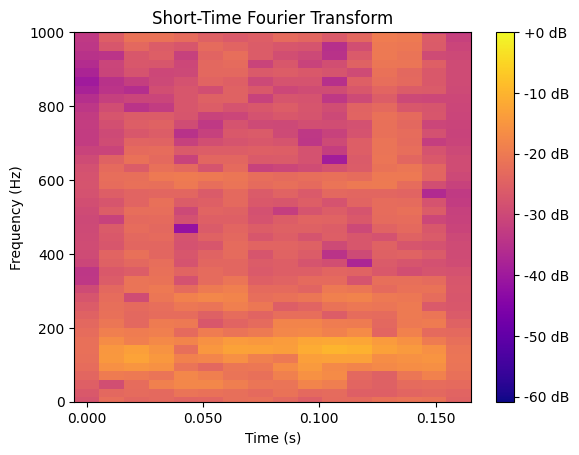 Short-Time Fourier Transform
1000
800
600
400
200
0
Frequency (Hz)
0.000
0.050
0.100
0.150
Time (s)
+0 dB
-10 dB
-20 dB
-30 dB
-40 dB
-50 dB
-60 dB